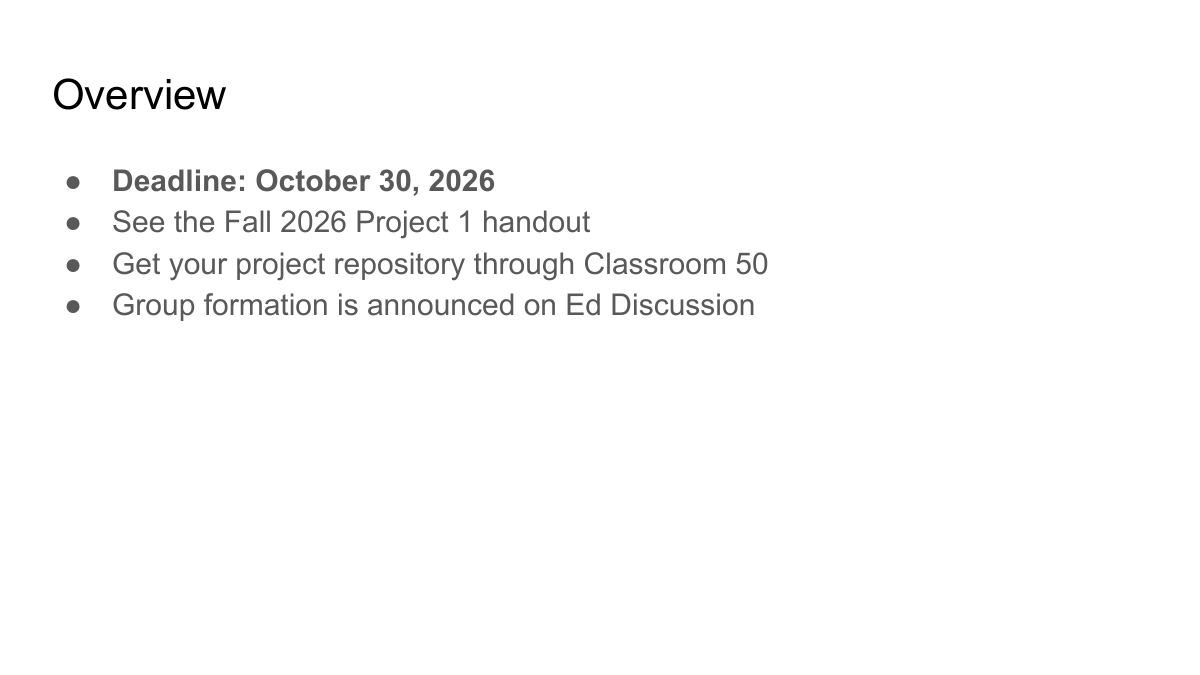 Overview
● Deadline: October 30, 2026
● See the Fall 2026 Project 1 handout
● Get your project repository through Classroom 50
● Group formation is announced on Ed Discussion